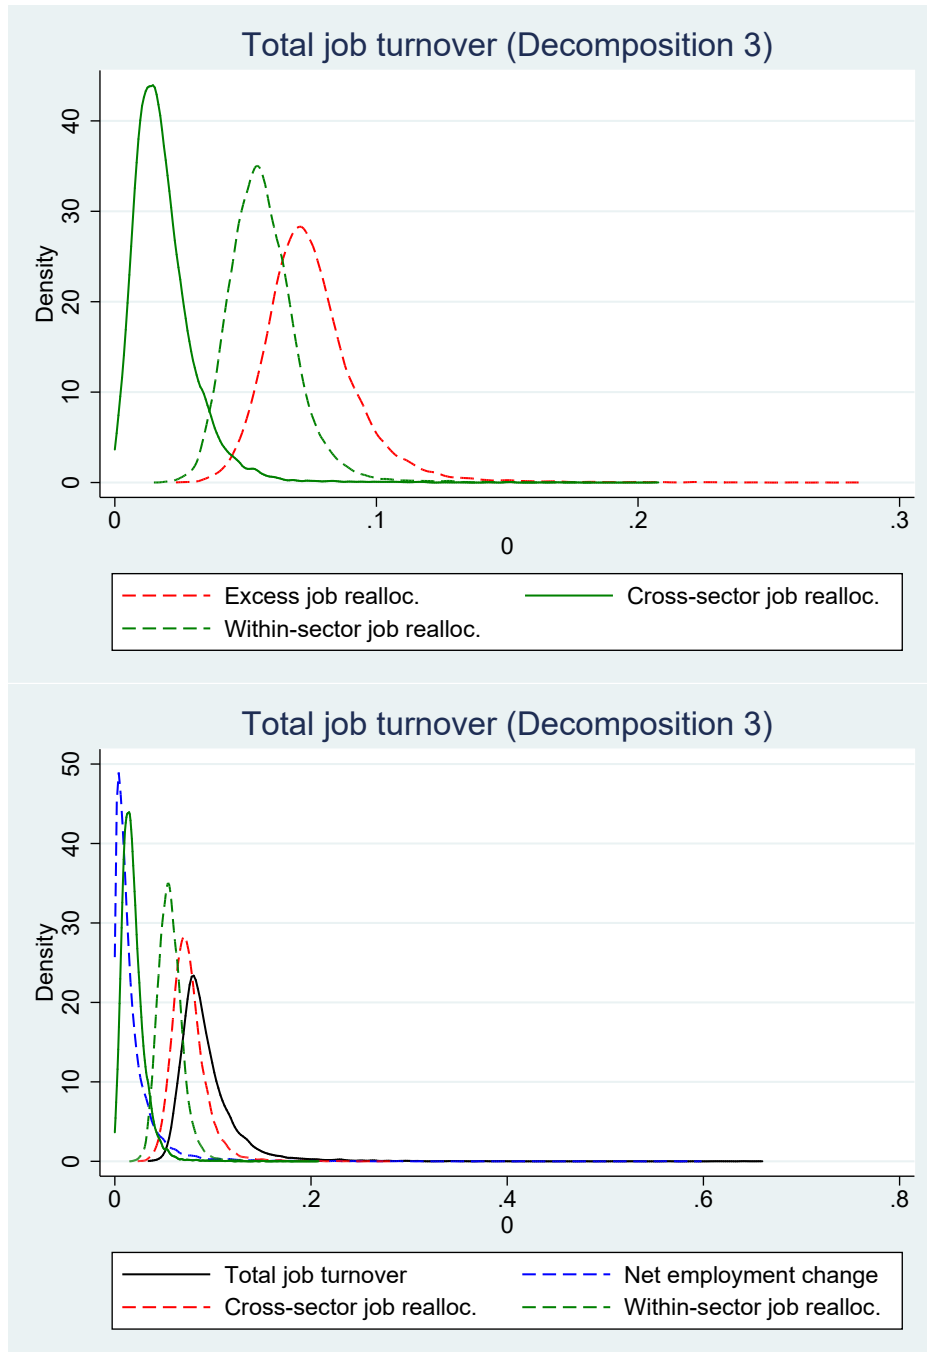 Total job turnover (Decomposition 3)
40
30
20
10
0
Density
0 .1 .2 .3
0
Excess job realloc. Cross-sector job realloc.
Within-sector job realloc.
Total job turnover (Decomposition 3)
50
40
30
20
10
0
Density
0 .2 .4 .6 .8
0
Total job turnover Net employment change
Cross-sector job realloc. Within-sector job realloc.